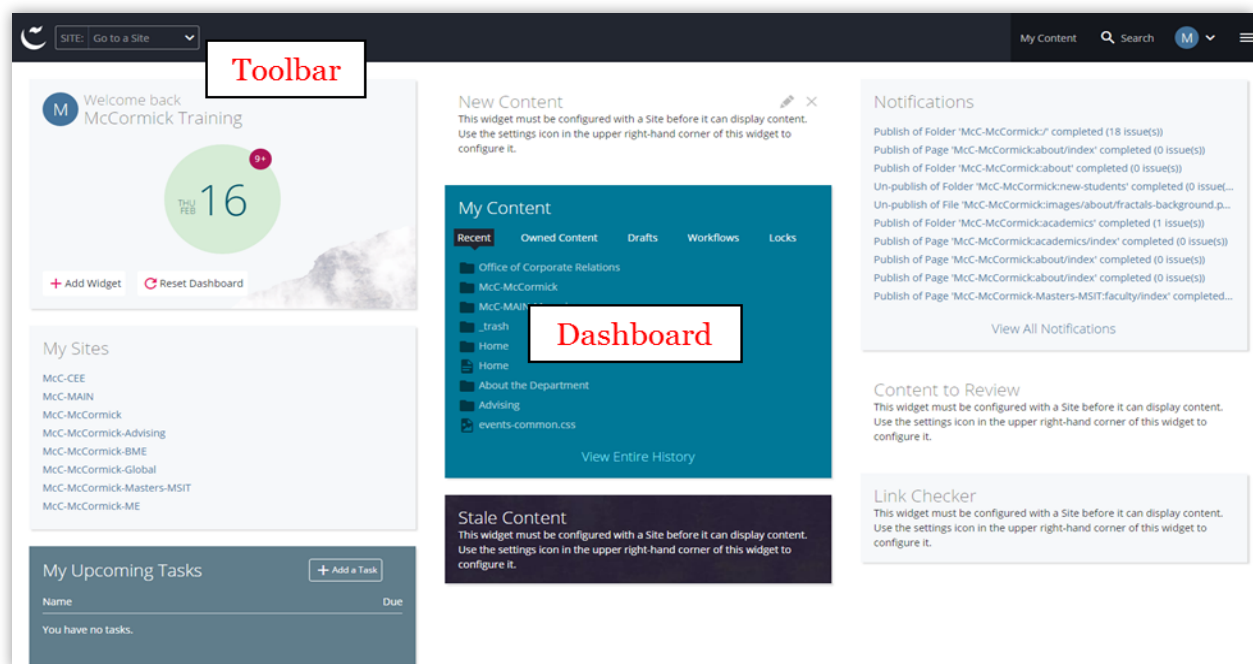 SITE: Go to a Site
My Content
Search
M
Toolbar
M
Welcome back
McCormick Training
9+
THU
FEB
16
Add Widget
Reset Dashboard
My Sites
McC-CEE
McC-MAIN
McC-McCormick
McC-McCormick-Advising
McC-McCormick-BME
McC-McCormick-Global
McC-McCormick-Masters-MSIT
McC-McCormick-ME
My Upcoming Tasks
Add a Task
Name
Due
You have no tasks.
New Content
This widget must be configured with a Site before it can display content.
Use the settings icon in the upper right-hand corner of this widget to
configure it.
My Content
Recent
Owned Content
Drafts
Workflows
Locks
Office of Corporate Relations
McC-McCormick
McC-MAIN
_trash
Home
Home
About the Department
Advising
events-common.css
View Entire History
Dashboard
Stale Content
This widget must be configured with a Site before it can display content.
Use the settings icon in the upper right-hand corner of this widget to
configure it.
Notifications
Publish of Folder 'McC-McCormick:/' completed (18 issue(s))
Publish of Page 'McC-McCormick:about/index' completed (0 issue(s))
Publish of Folder 'McC-McCormick:about' completed (0 issue(s))
Un-publish of Folder 'McC-McCormick:new-students' completed (0 issue(...
Un-publish of File 'McC-McCormick:images/about/fractals-background.p...
Publish of Folder 'McC-McCormick:academics' completed (1 issue(s))
Publish of Page 'McC-McCormick:academics/index' completed (0 issue(s))
Publish of Page 'McC-McCormick:about/index' completed (0 issue(s))
Publish of Page 'McC-McCormick:about/index' completed (0 issue(s))
Publish of Page 'McC-McCormick-Masters-MSIT:faculty/index' completed...
View All Notifications
Content to Review
This widget must be configured with a Site before it can display content.
Use the settings icon in the upper right-hand corner of this widget to
configure it.
Link Checker
This widget must be configured with a Site before it can display content.
Use the settings icon in the upper right-hand corner of this widget to
configure it.